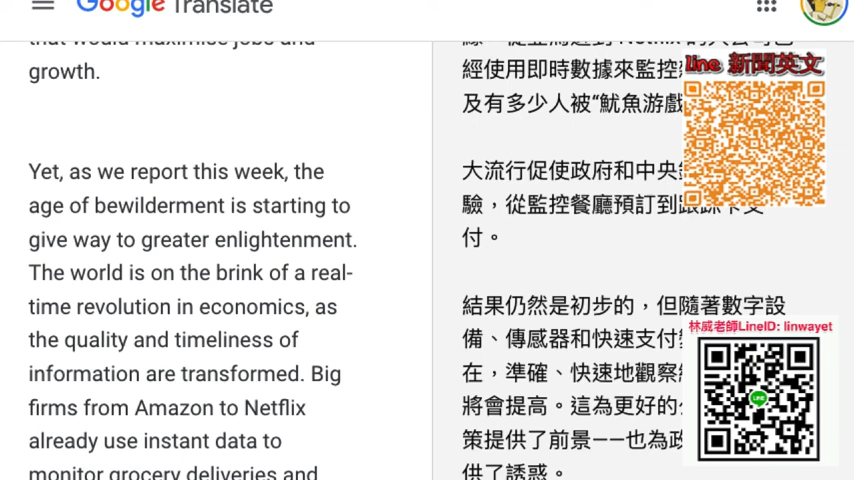 Google Translate
that would maximise jobs and
growth.
Yet, as we report this week, the
age of bewilderment is starting to
give way to greater enlightenment.
The world is on the brink of a real-
time revolution in economics, as
the quality and timeliness of
information are transformed. Big
firms from Amazon to Netflix
already use instant data to
monitor grocery deliveries and
經使用即時數據來監控
及有多少人被“魷魚游戲
大流行促使政府和中央
驗，從監控餐廳預訂到跟踪卡支
付。
結果仍然是初步的，但隨著數字設
備、傳感器和快速支付
在，準確、快速地觀察
將會提高。這為更好的
策提供了前景——也為政
供了誘惑。
line 新聞英文
林威老師LineID: linwayet
LINE